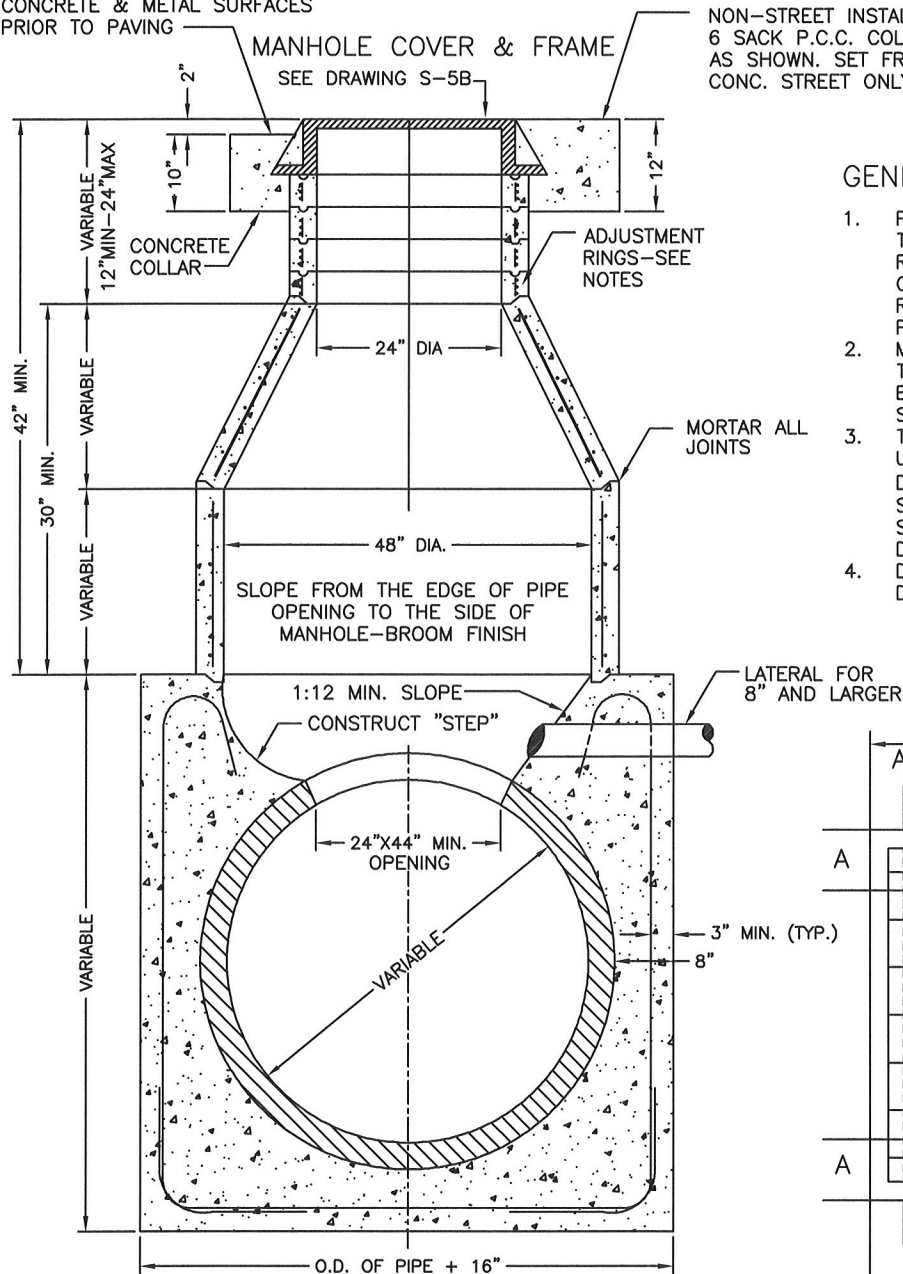 CONCRETE & METAL SURFACES
PRIOR TO PAVING
MANHOLE COVER & FRAME
SEE DRAWING S-5B
NON-STREET INSTAL
6 SACK P.C.C. COL
AS SHOWN. SET FR
CONC. STREET ONLY
2"
10"
12"
VARIABLE
12"MIN-24"MAX
CONCRETE
COLLAR
ADJUSTMENT
RINGS-SEE
NOTES
GENE
1.
2.
3.
4.
24" DIA
42" MIN.
30" MIN.
VARIABLE
MORTAR ALL
JOINTS
VARIABLE
48" DIA.
SLOPE FROM THE EDGE OF PIPE
OPENING TO THE SIDE OF
MANHOLE-BROOM FINISH
1:12 MIN. SLOPE
CONSTRUCT "STEP"
LATERAL FOR
8" AND LARGER
24"X44" MIN.
OPENING
VARIABLE
VARIABLE
3" MIN. (TYP.)
8"
A
A
A
O.D. OF PIPE + 16"